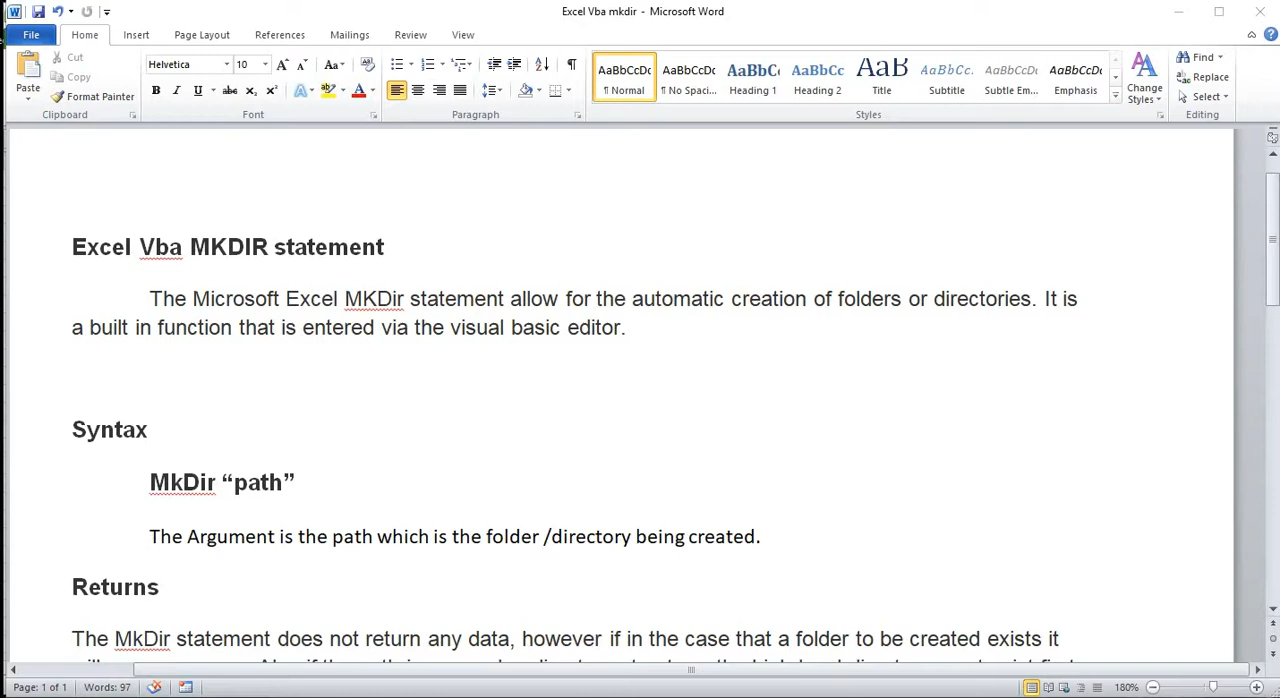 Excel Vba mkdir - Microsoft Word
File Home Insert Page Layout References Mailings Review View
Cut
Copy
Format Painter
Paste
Clipboard
Helvetica 10
Font
Paragraph
AaBbCcDc AaBbCcDc AaBbCc AaBbCc AaB AaBbCc. AaBbCcDc AaBbCcDc
¶ Normal ¶ No Spaci... Heading 1 Heading 2 Title Subtitle Subtle Em... Emphasis
Styles
Change
Styles
Find
Replace
Select
Editing
Excel Vba MKDIR statement
The Microsoft Excel MKDir statement allow for the automatic creation of folders or directories. It is
a built in function that is entered via the visual basic editor.
Syntax
MkDir “path”
The Argument is the path which is the folder /directory being created.
Returns
The MkDir statement does not return any data, however if in the case that a folder to be created exists it
Page: 1 of 1 Words: 97 180%